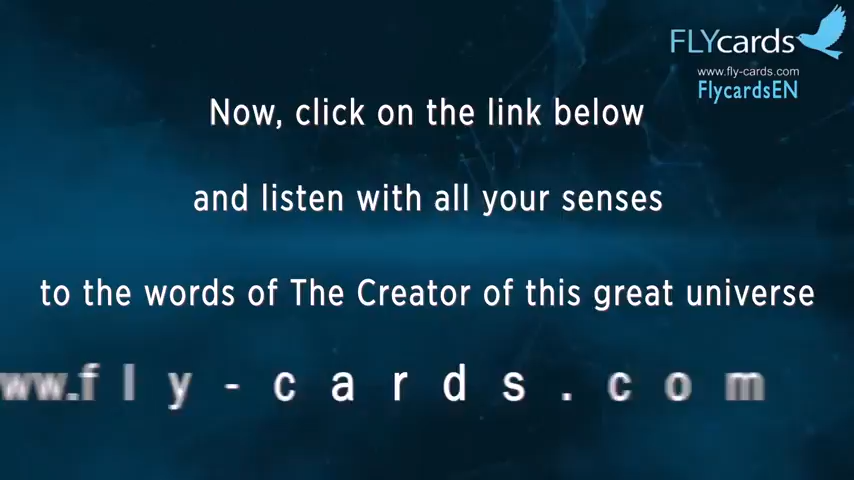 FLYcards
www.fly-cards.com
FlycardsEN
Now, click on the link below
and listen with all your senses
to the words of The Creator of this great universe
ww.fly-cards.com